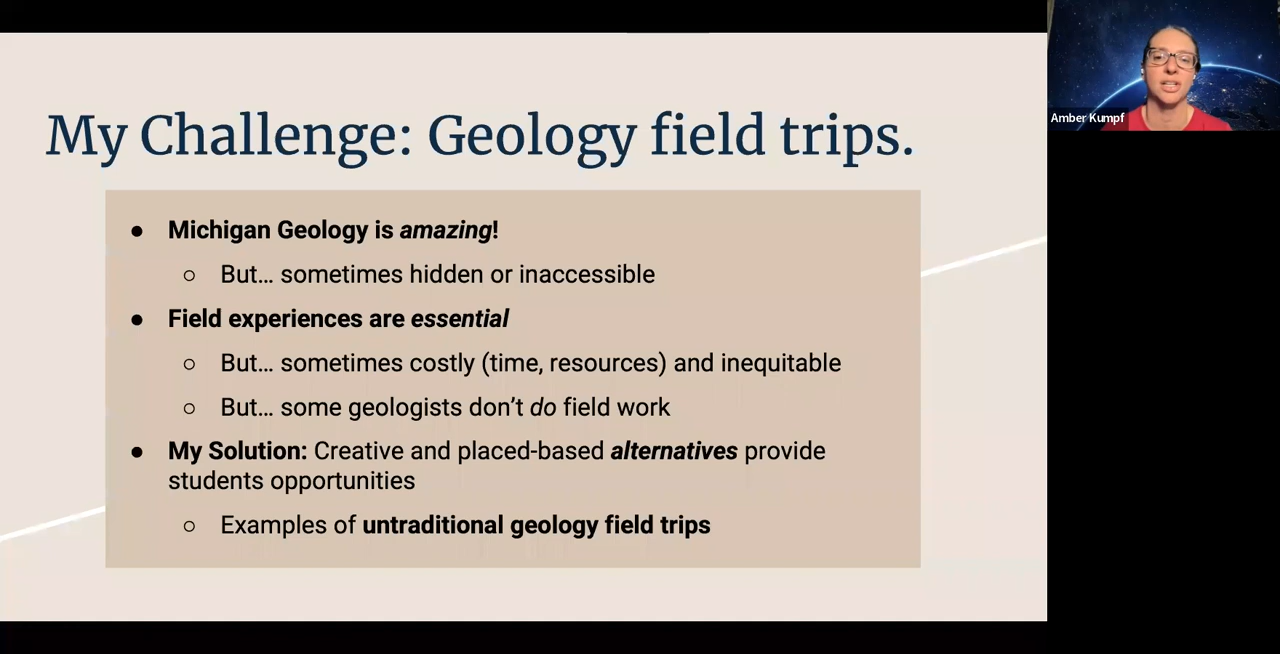 My Challenge: Geology field trips.
● Michigan Geology is amazing!
○ But... sometimes hidden or inaccessible
● Field experiences are essential
○ But... sometimes costly (time, resources) and inequitable
○ But... some geologists don't do field work
● My Solution: Creative and placed-based alternatives provide
students opportunities
○ Examples of untraditional geology field trips
Amber Kumpf